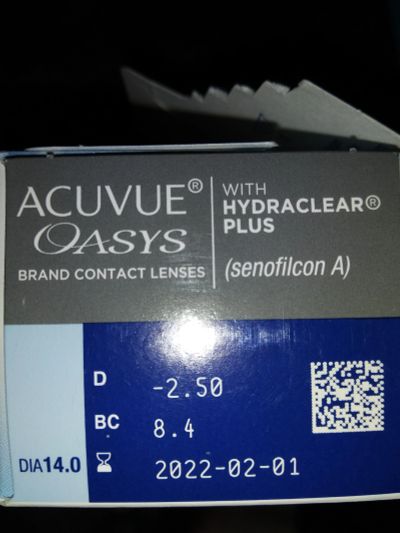 ACUVUE® WITH
HYDRACLEAR®
OASYS PLUS
BRAND CONTACT LENSES (senofilcon A)
D -2.50
BC 8.4
DIA14.0 2022-02-01